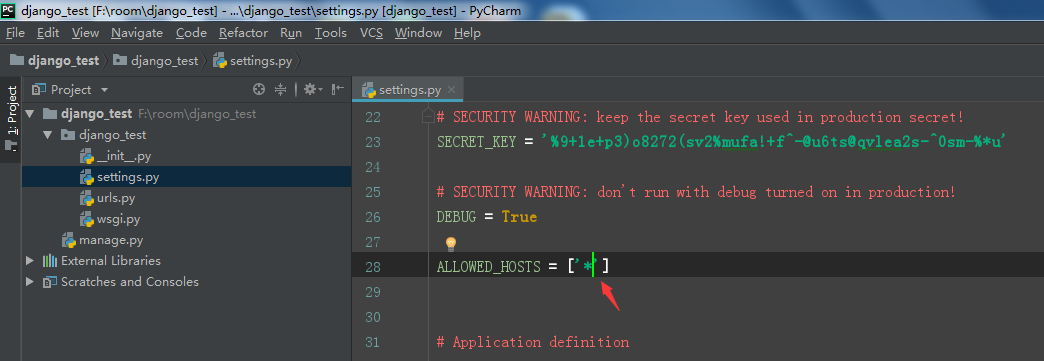 PC django_test [F:\room\django_test] - ...\django_test\settings.py [django_test] - PyCharm
File Edit View Navigate Code Refactor Run Tools VCS Window Help
django_test django_test settings.py
1: Project
Project
settings.py
django_test F:\room\django_test
django_test
__init__.py
settings.py
urls.py
wsgi.py
manage.py
External Libraries
Scratches and Consoles
22 # SECURITY WARNING: keep the secret key used in production secret!
23 SECRET_KEY = '%9+1e+p3)o8272(sv2%mufa!+f^-@u6ts@qvlea2s-^0sm-%*u'
24
25 # SECURITY WARNING: don't run with debug turned on in production!
26 DEBUG = True
27
28 ALLOWED_HOSTS = ['*']
29
30
31 # Application definition